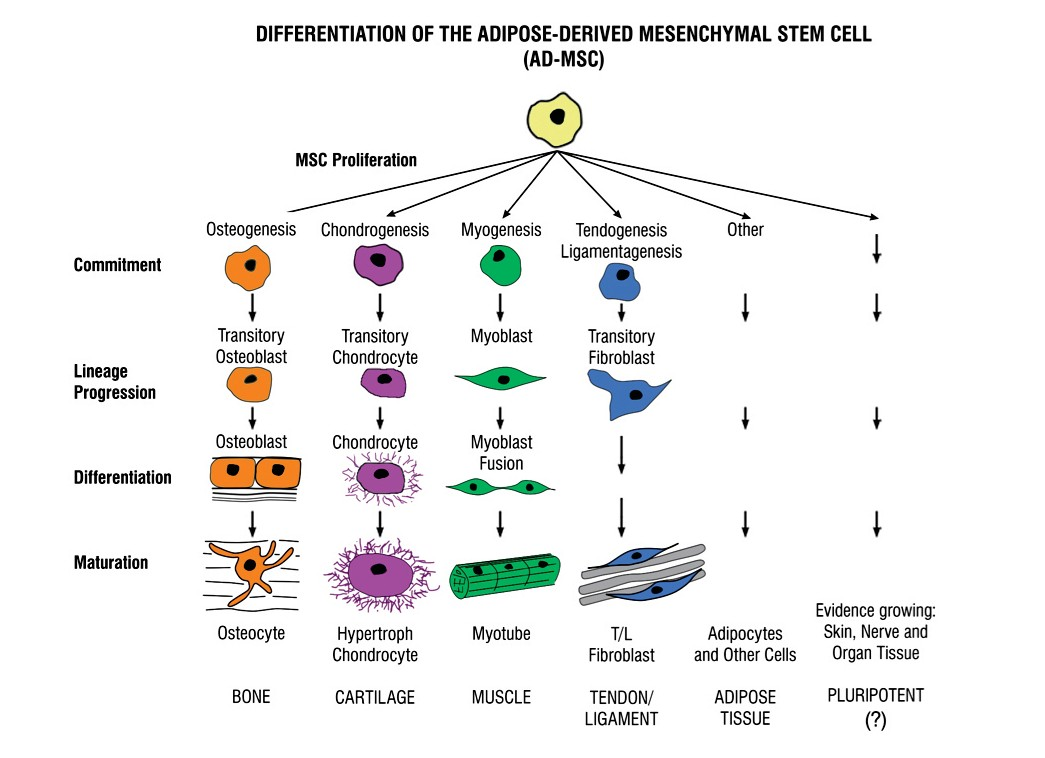 DIFFERENTIATION OF THE ADIPOSE-DERIVED MESENCHYMAL STEM CELL
(AD-MSC)
MSC Proliferation
Osteogenesis
Chondrogenesis
Myogenesis
Tendogenesis
Ligamentagenesis
Other
Commitment
Transitory
Osteoblast
Transitory
Chondrocyte
Myoblast
Transitory
Fibroblast
Lineage
Progression
Osteoblast
Chondrocyte
Myoblast
Fusion
Differentiation
Maturation
Osteocyte
Hypertroph
Chondrocyte
Myotube
T/L
Fibroblast
Adipocytes
and Other Cells
Evidence growing:
Skin, Nerve and
Organ Tissue
BONE
CARTILAGE
MUSCLE
TENDON/
LIGAMENT
ADIPOSE
TISSUE
PLURIPOTENT
(?)